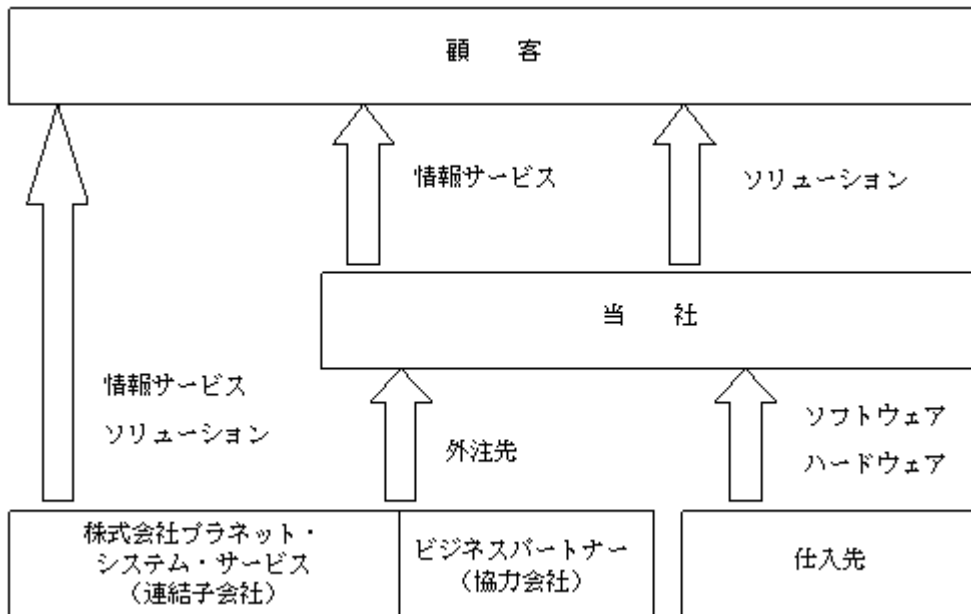 顧　客
情報サービス
ソリューション
当　社
情報サービス
ソリューション
外注先
ソフトウェア
ハードウェア
株式会社プラネット・
システム・サービス
（連結子会社）
ビジネスパートナー
（協力会社）
仕入先